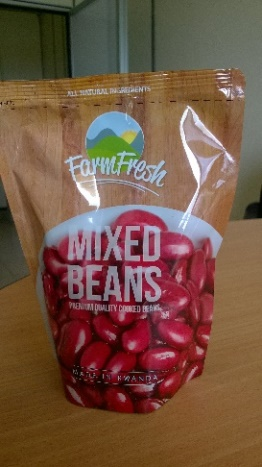 ALL NATURAL INGREDIENTS
FarmFresh
MIXED
BEANS
PREMIUM QUALITY COOKED BEANS
MADE IN RWANDA